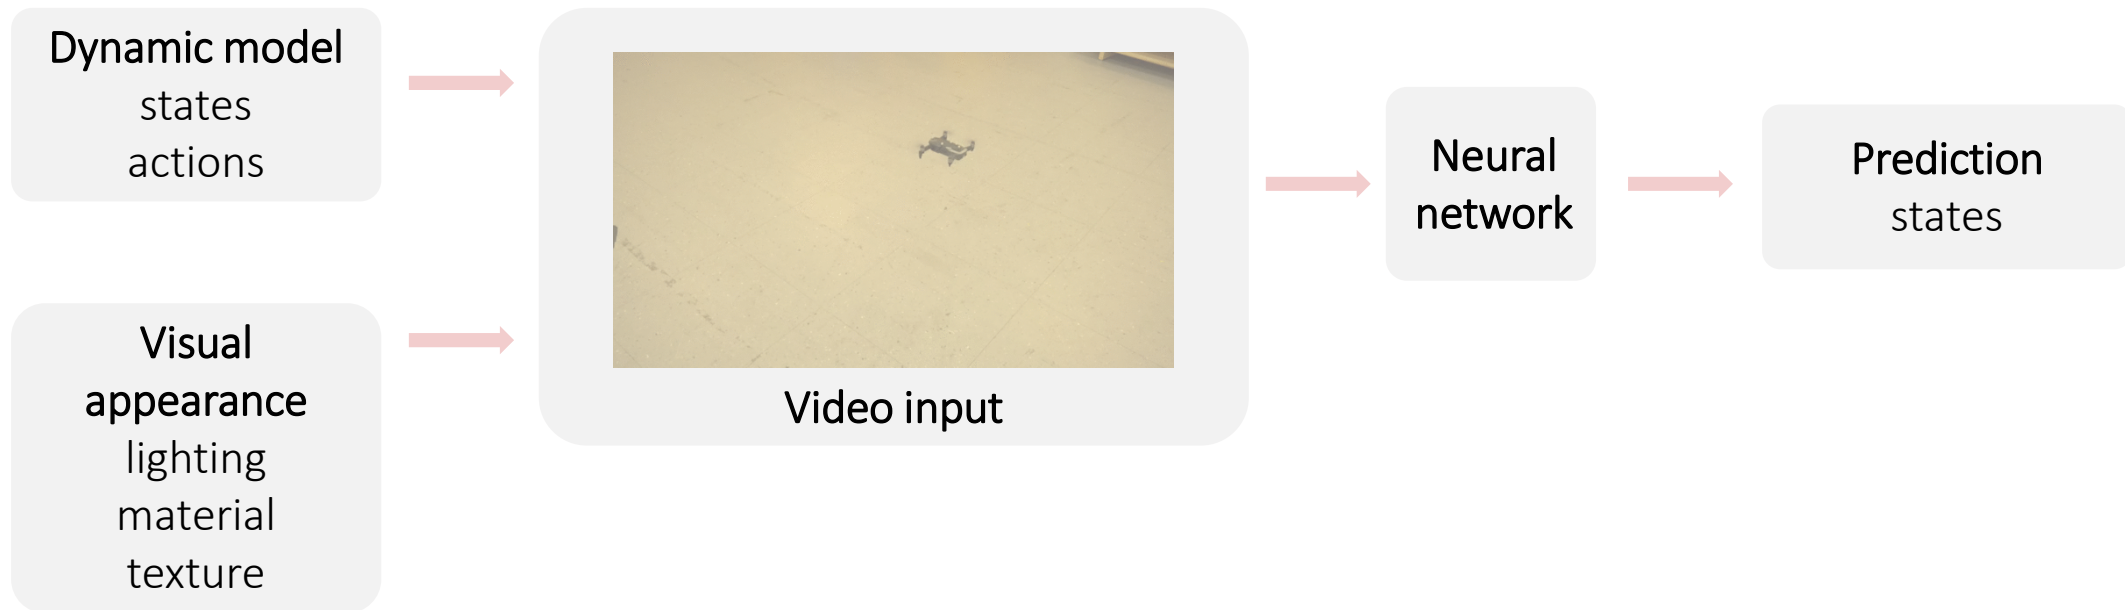 Dynamic model
states
actions
Visual
appearance
lighting
material
texture
Video input
Neural
network
Prediction
states